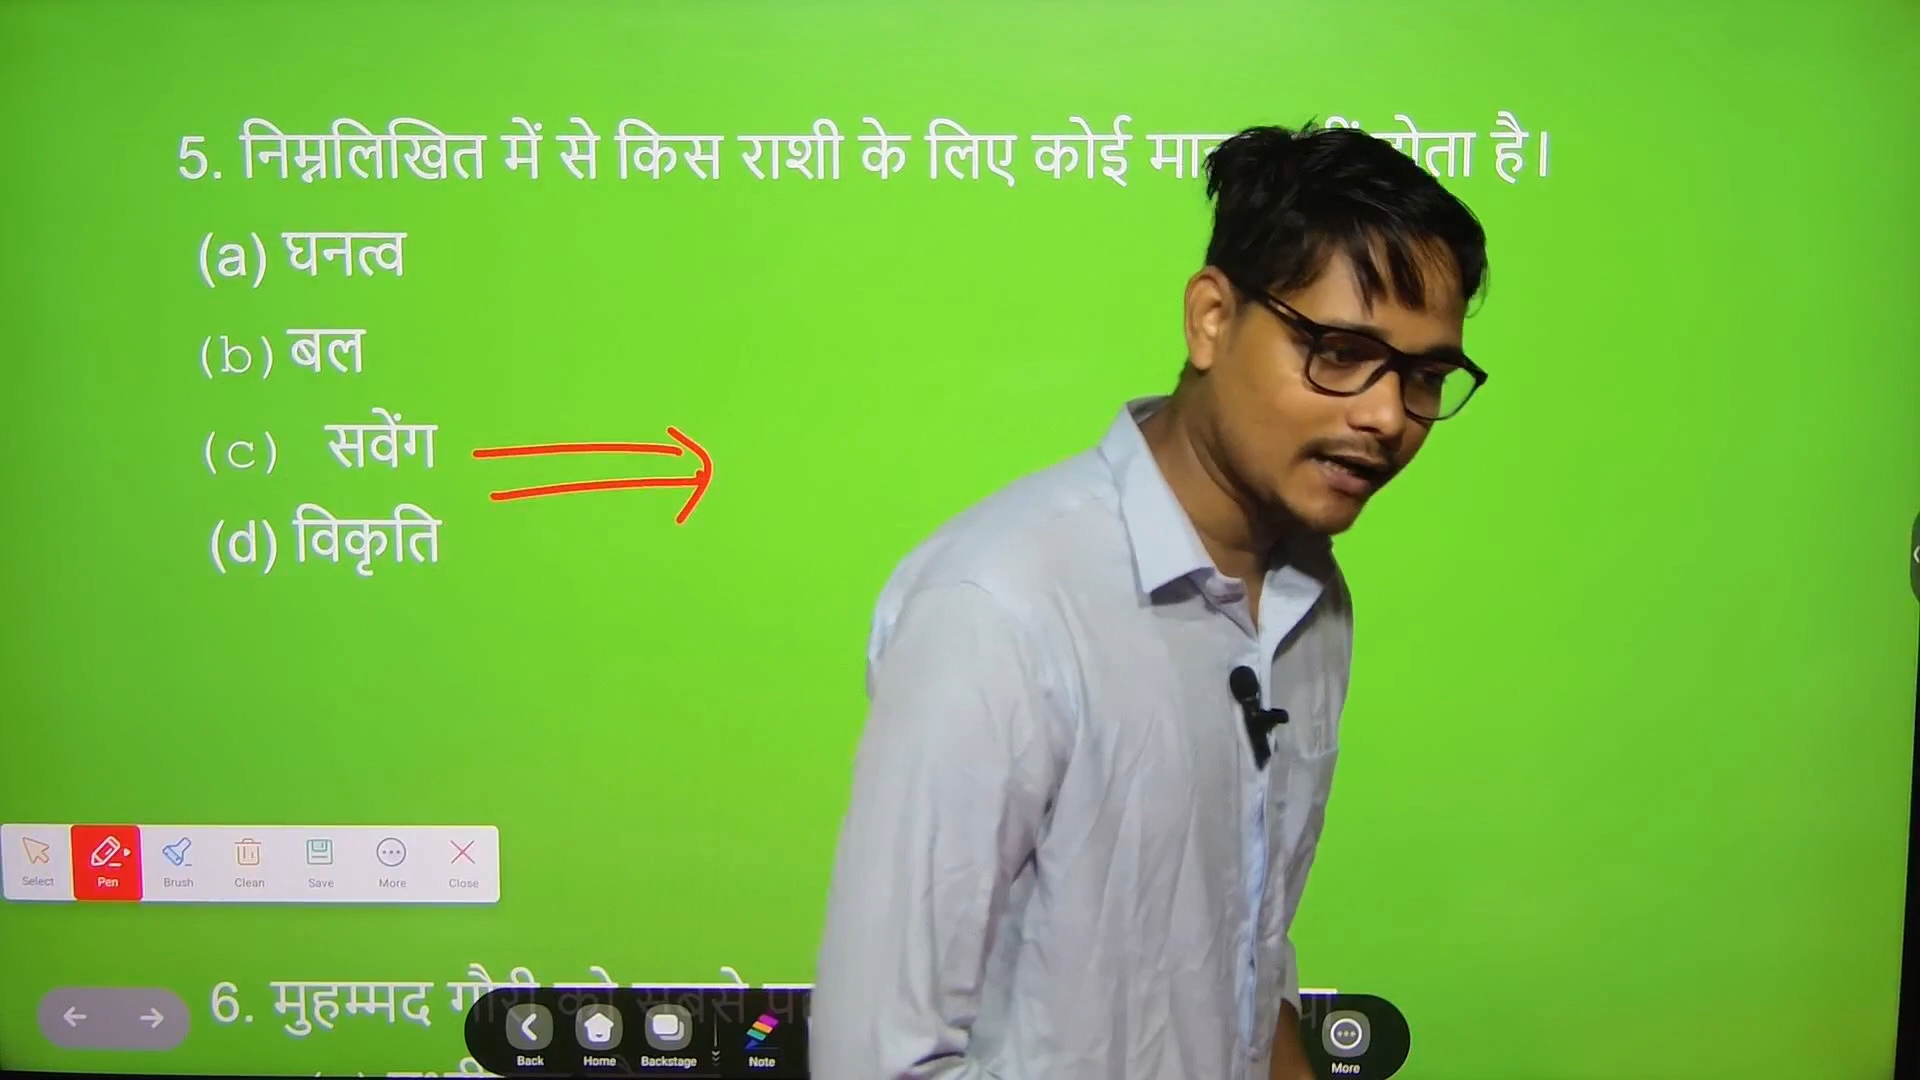 5. निम्नलिखित में से किस राशी के लिए कोई होता है।
(a) घनत्व
(b) बल
(c) सवेंग
(d) विकृति
Select Pen Brush Clean Save More Close
6. मुहम्मद गौरी को सबसे
Back Home Backstage Note More